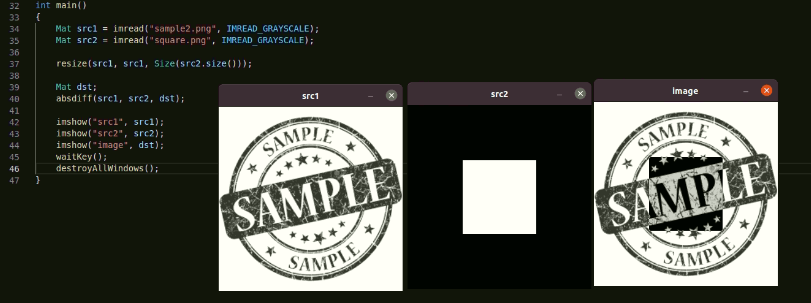 32 int main()
33 {
34 Mat src1 = imread("sample2.png", IMREAD_GRAYSCALE);
35 Mat src2 = imread("square.png", IMREAD_GRAYSCALE);
36
37 resize(src1, src1, Size(src2.size()));
38
39 Mat dst;
40 absdiff(src1, src2, dst);
41
42 imshow("src1", src1);
43 imshow("src2", src2);
44 imshow("image", dst);
45 waitKey();
46 destroyAllWindows();
47 }
src1
SAMPLE
SAMPLE
SAMPLE
src2
image
SAMPLE
SAMPLE
SAMPLE